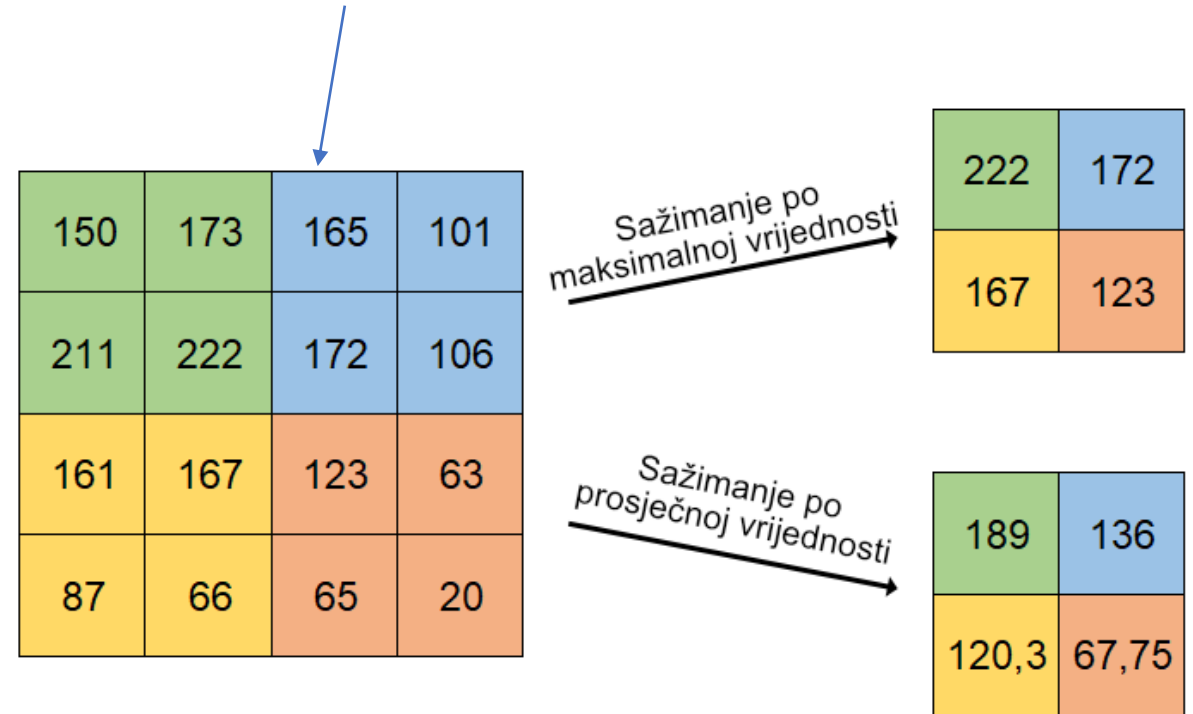 150 173 165 101
211 222 172 106
161 167 123 63
87 66 65 20
Sažimanje po
maksimalnoj vrijednosti
222 172
167 123
Sažimanje po
prosječnoj vrijednosti
189 136
120,3 67,75